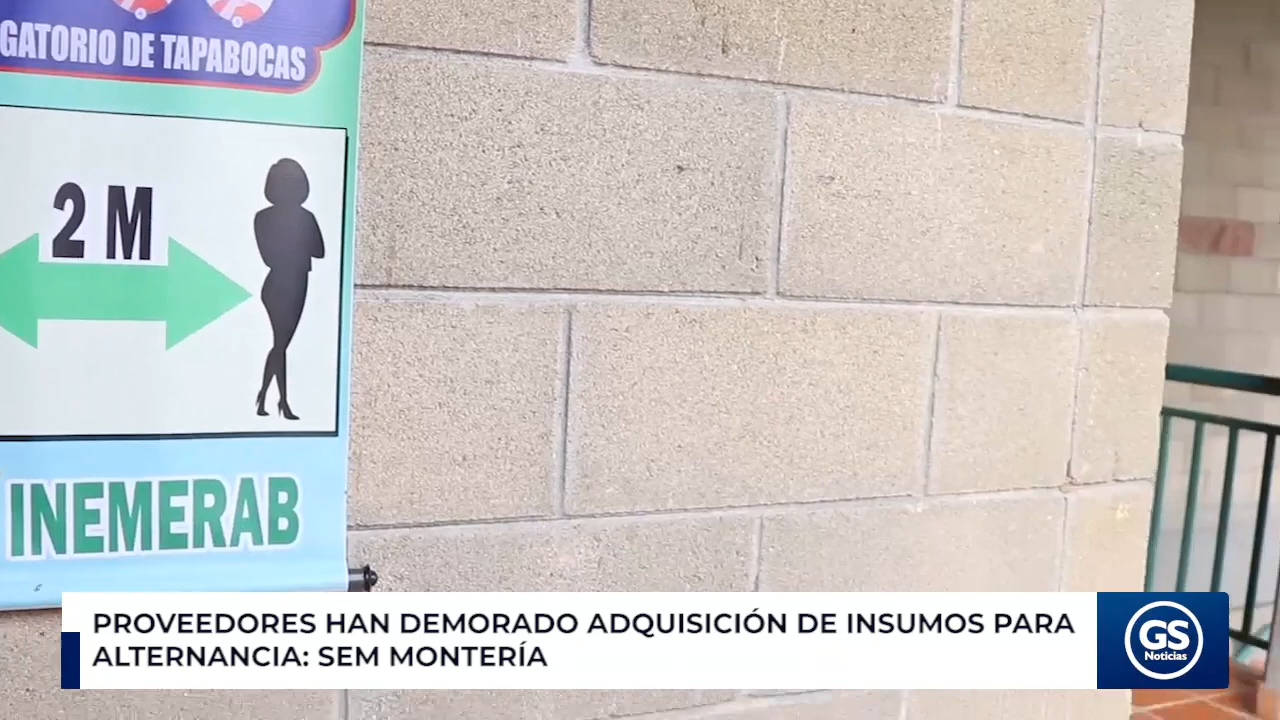 GATORIO DE TAPABOCAS
2 M
INEMERAB
PROVEEDORES HAN DEMORADO ADQUISICIÓN DE INSUMOS PARA
ALTERNANCIA: SEM MONTERÍA
GS
Noticias